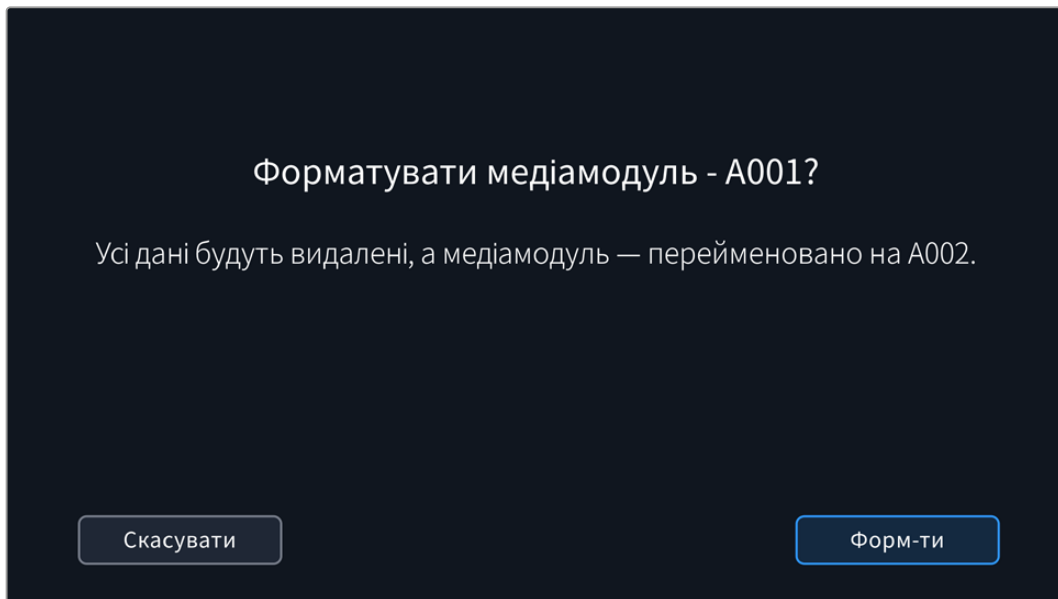 Форматувати медіамодуль - A001?
Усі дані будуть видалені, а медіамодуль — перейменовано на A002.
Скасувати
Форм-ти